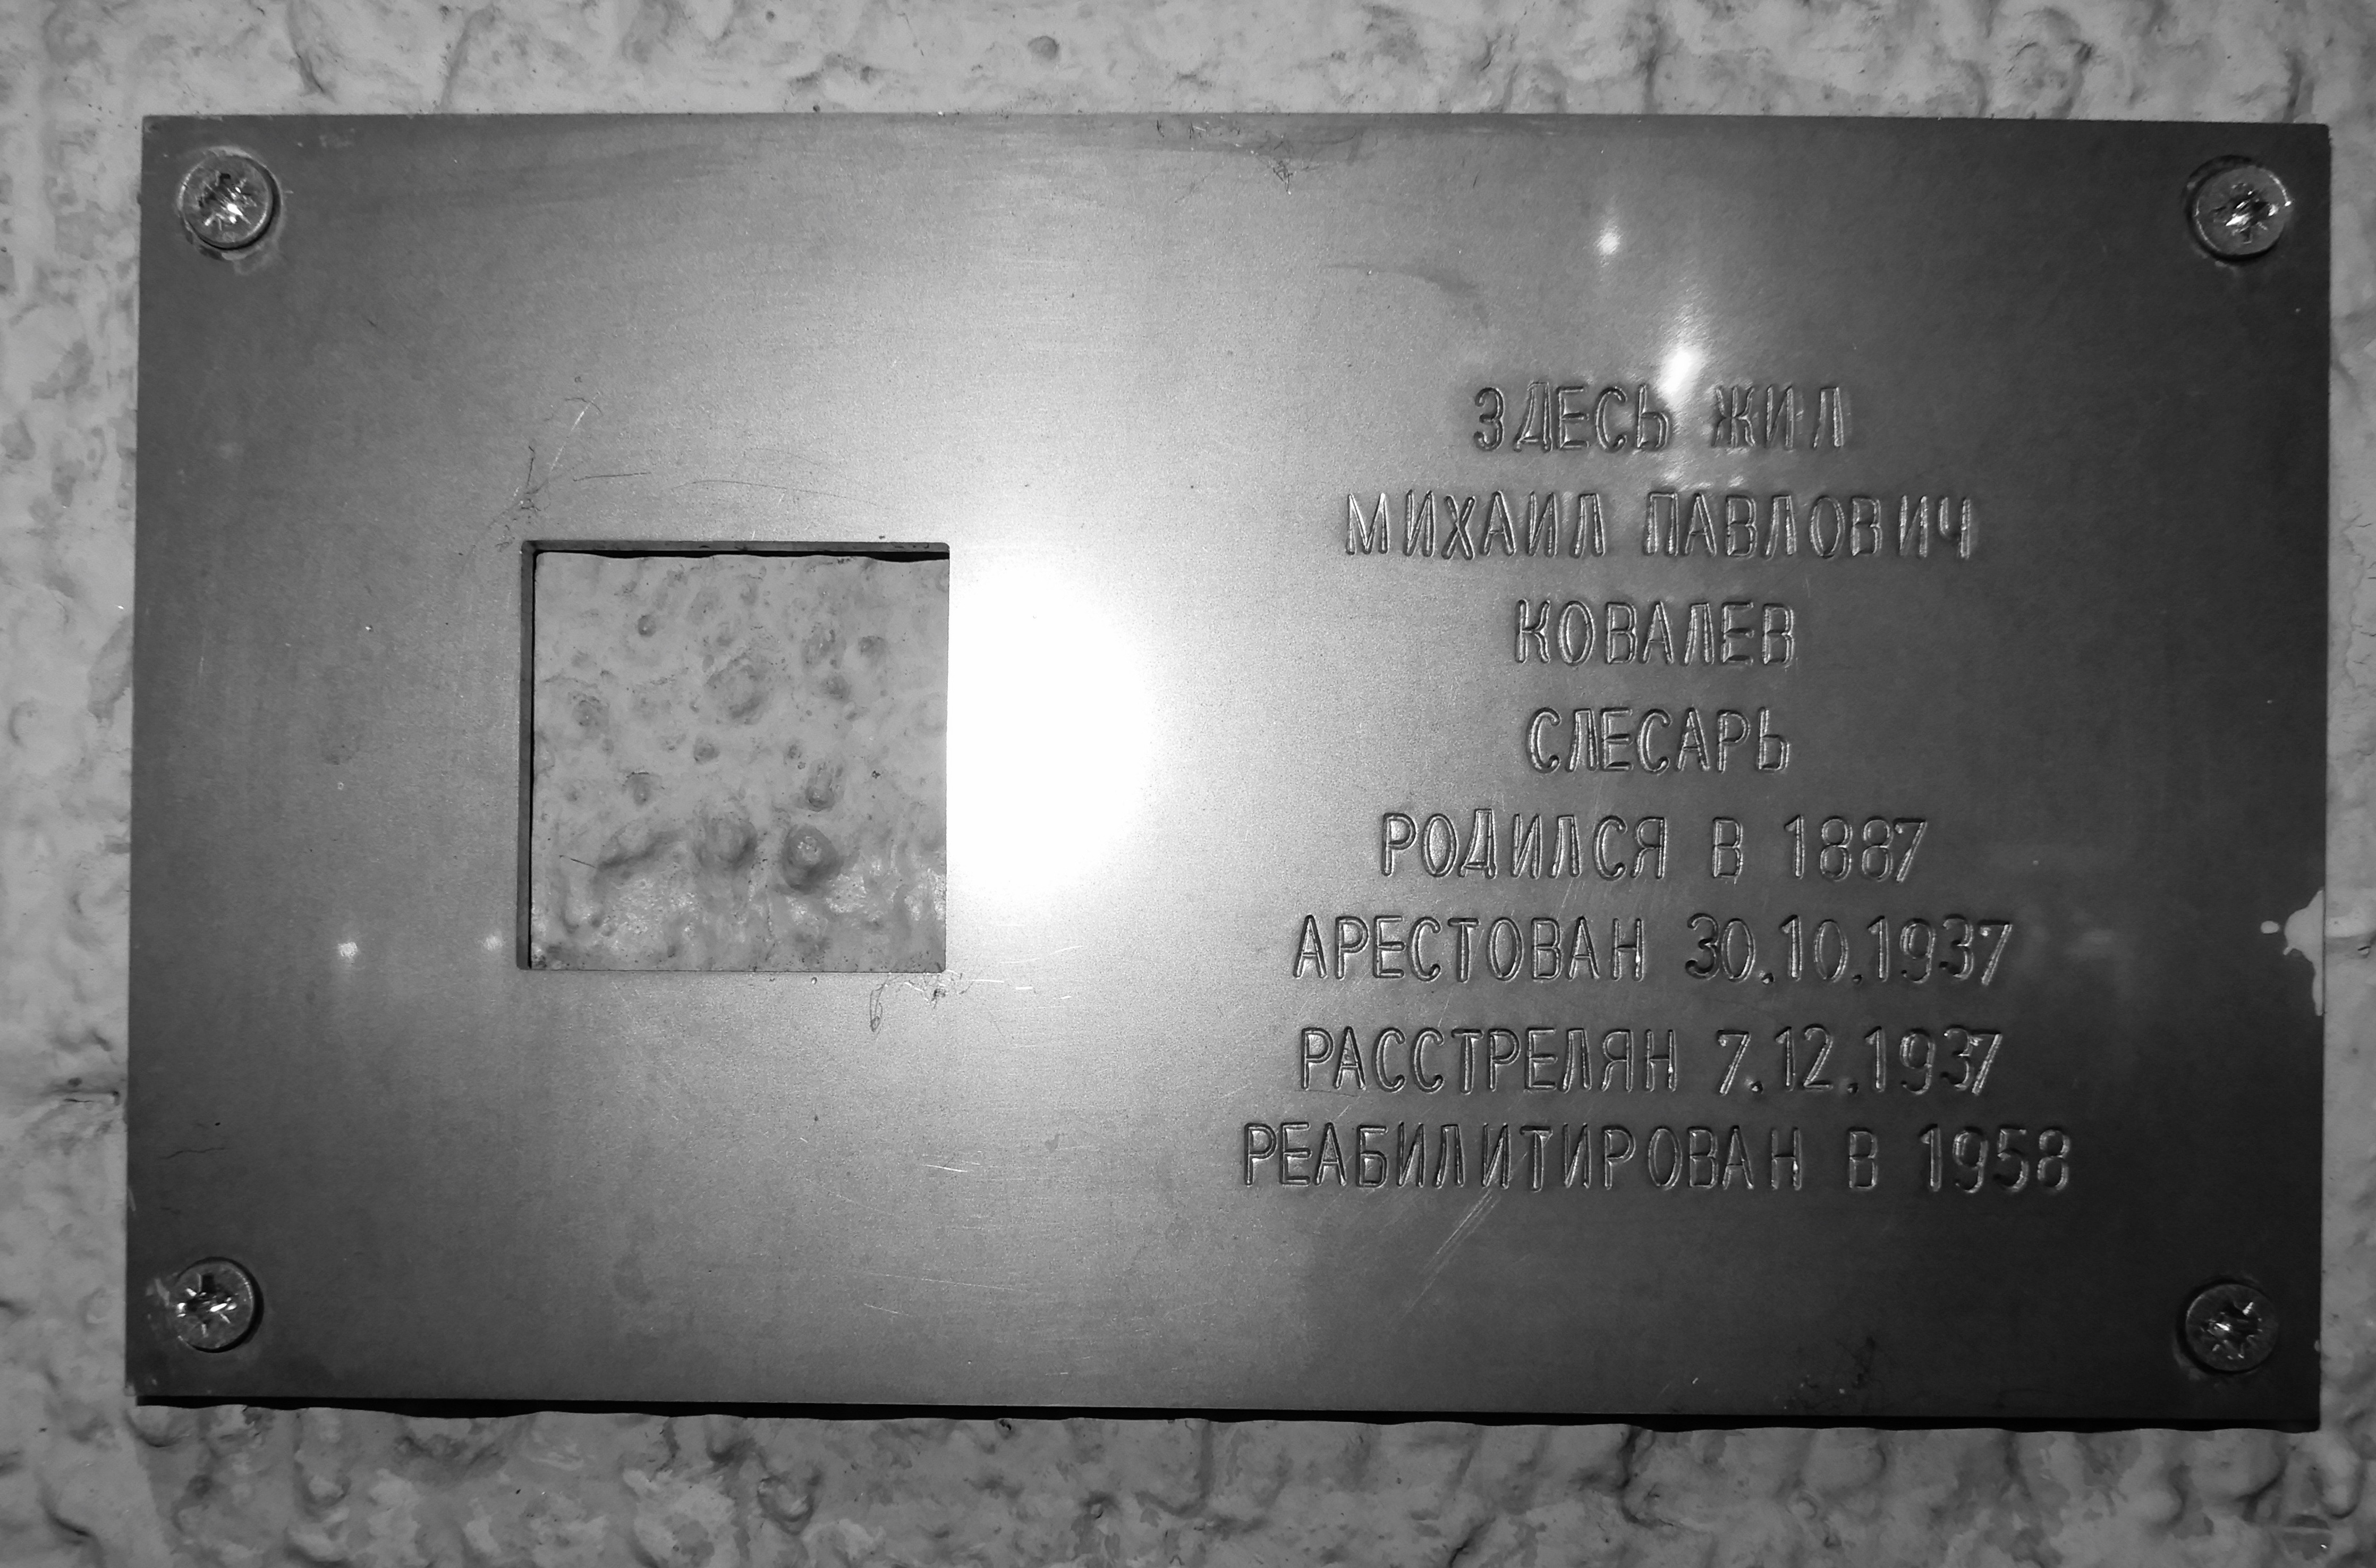 ЗДЕСЬ ЖИЛ
МИХАИЛ ПАВЛОВИЧ
КОВАЛЕВ
СЛЕСАРЬ
РОДИЛСЯ В 1887
АРЕСТОВАН 30.10.1937
РАССТРЕЛЯН 7.12.1937
РЕАБИЛИТИРОВАН В 1958